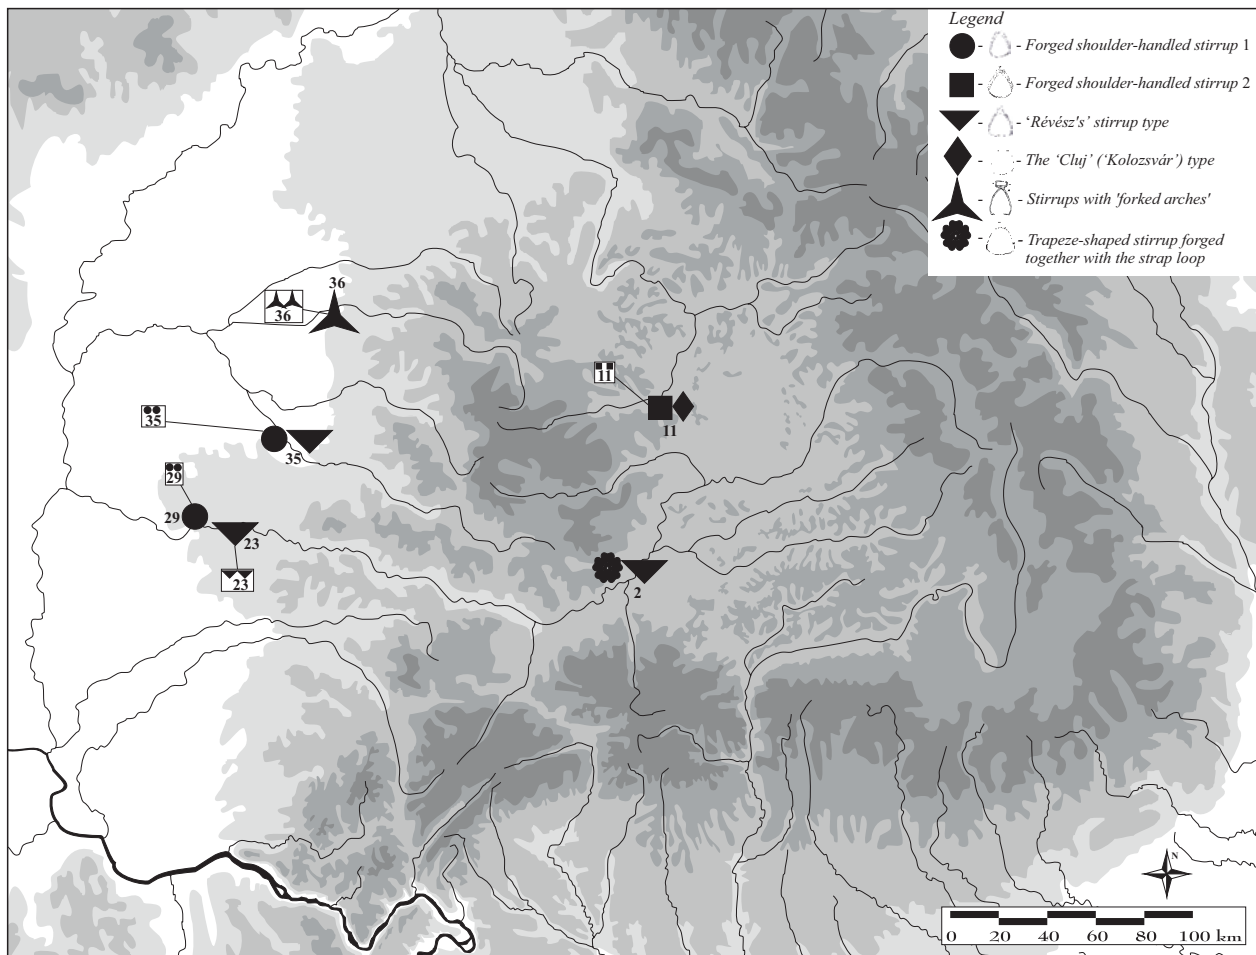 Legend
- - Forged shoulder-handled stirrup 1
- - Forged shoulder-handled stirrup 2
- - ‘Révész's’ stirrup type
- - The ‘Cluj’ (‘Kolozsvár’) type
- - Stirrups with 'forked arches'
- - Trapeze-shaped stirrup forged
together with the strap loop
36
36
11
11
35
35
29
29
23
23
2
N
0 20 40 60 80 100 km